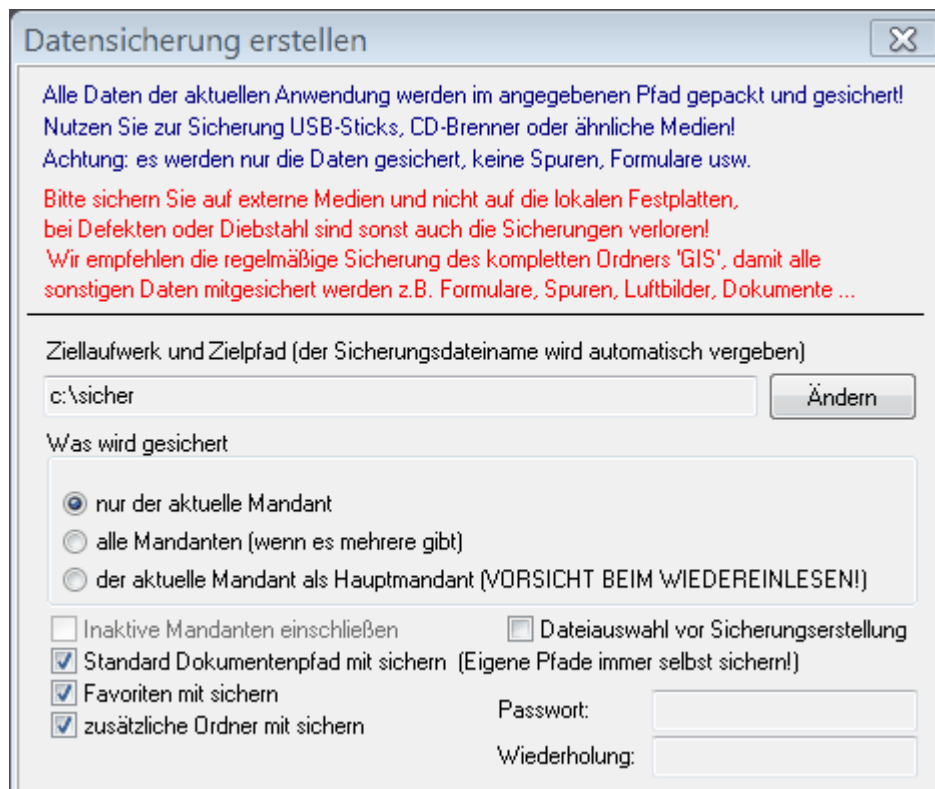 Datensicherung erstellen
Alle Daten der aktuellen Anwendung werden im angegebenen Pfad gepackt und gesichert!
Nutzen Sie zur Sicherung USB-Sticks, CD-Brenner oder ähnliche Medien!
Achtung: es werden nur die Daten gesichert, keine Spuren, Formulare usw.
Bitte sichern Sie auf externe Medien und nicht auf die lokalen Festplatten,
bei Defekten oder Diebstahl sind sonst auch die Sicherungen verloren!
Wir empfehlen die regelmäßige Sicherung des kompletten Ordners 'GIS', damit alle
sonstigen Daten mitgesichert werden z.B. Formulare, Spuren, Luftbilder, Dokumente ...
Ziellaufwerk und Zielpfad (der Sicherungsdateiname wird automatisch vergeben)
c:\sicher Ändern
Was wird gesichert
nur der aktuelle Mandant
alle Mandanten (wenn es mehrere gibt)
der aktuelle Mandant als Hauptmandant (VORSICHT BEIM WIEDEREINLESEN!)
Inaktive Mandanten einschließen Dateiauswahl vor Sicherungserstellung
Standard Dokumentenpfad mit sichern (Eigene Pfade immer selbst sichern!)
Favoriten mit sichern
Passwort:
zusätzliche Ordner mit sichern
Wiederholung: